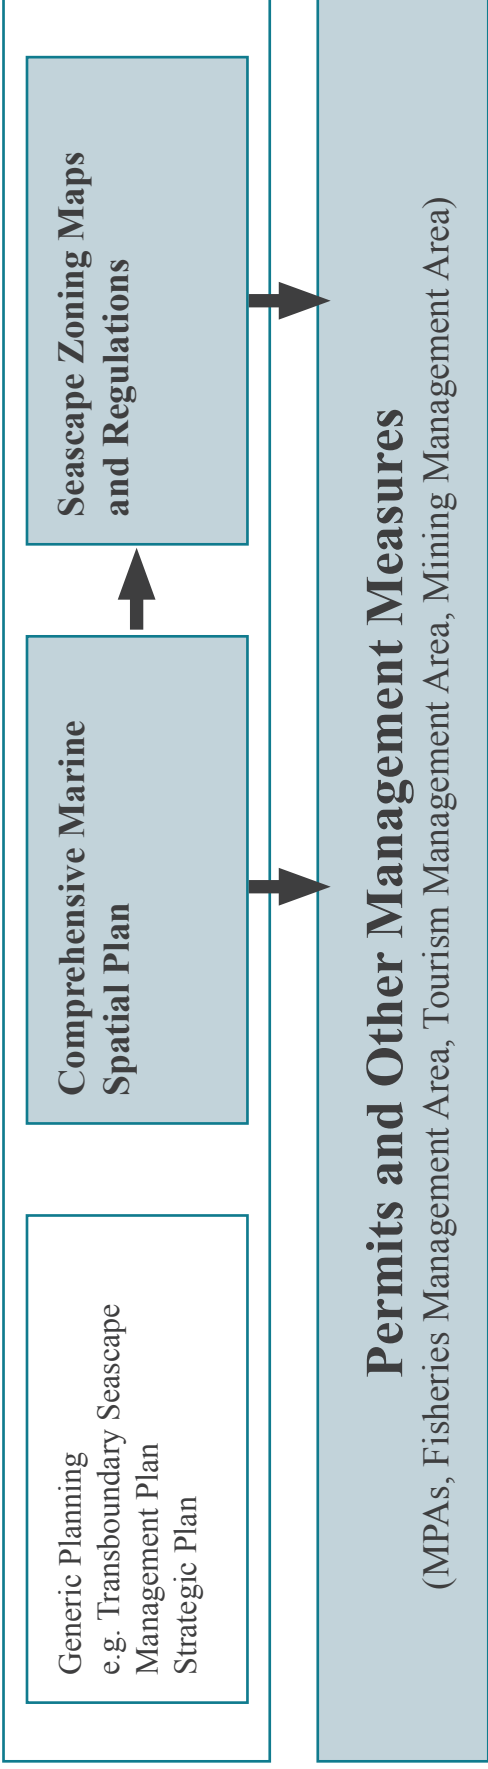 Generic Planning
e.g. Transboundary Seascape
Management Plan
Strategic Plan
Comprehensive Marine
Spatial Plan
Seascape Zoning Maps
and Regulations
Permits and Other Management Measures
(MPAs, Fisheries Management Area, Tourism Management Area, Mining Management Area)